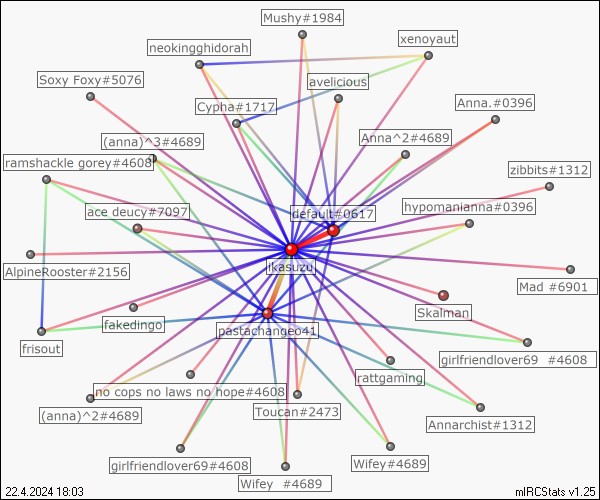 Mushy#1984
neokingghidorah
xenoyaut
Soxy Foxy#5076
avelicious
Cypha#1717
Anna.#0396
(anna)^3#4689
Anna^2#4689
ramshackle gorey#4608
zibbits#1312
ace deucy#7097
default#0617
hypomanianna#0396
AlpineRooster#2156
ikasuzu
Mad _#6901
Skalman
fakedingo
pastachangeo41
frisout
girlfriendlover69__#4608
rattgaming
no cops no laws no hope#4608
(anna)^2#4689
Toucan#2473
Annarchist#1312
girlfriendlover69#4608
Wifey#4689
Wifey__#4689
22.4.2024 18:03
mIRCStats v1.25